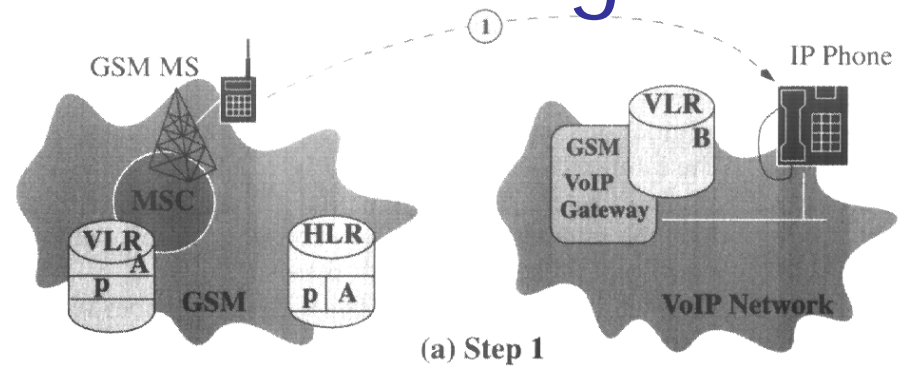 1
GSM MS
IP Phone
VLR
B
GSM
VoIP
Gateway
MSC
VLR
A
p
HLR
p A
GSM
VoIP Network
(a) Step 1